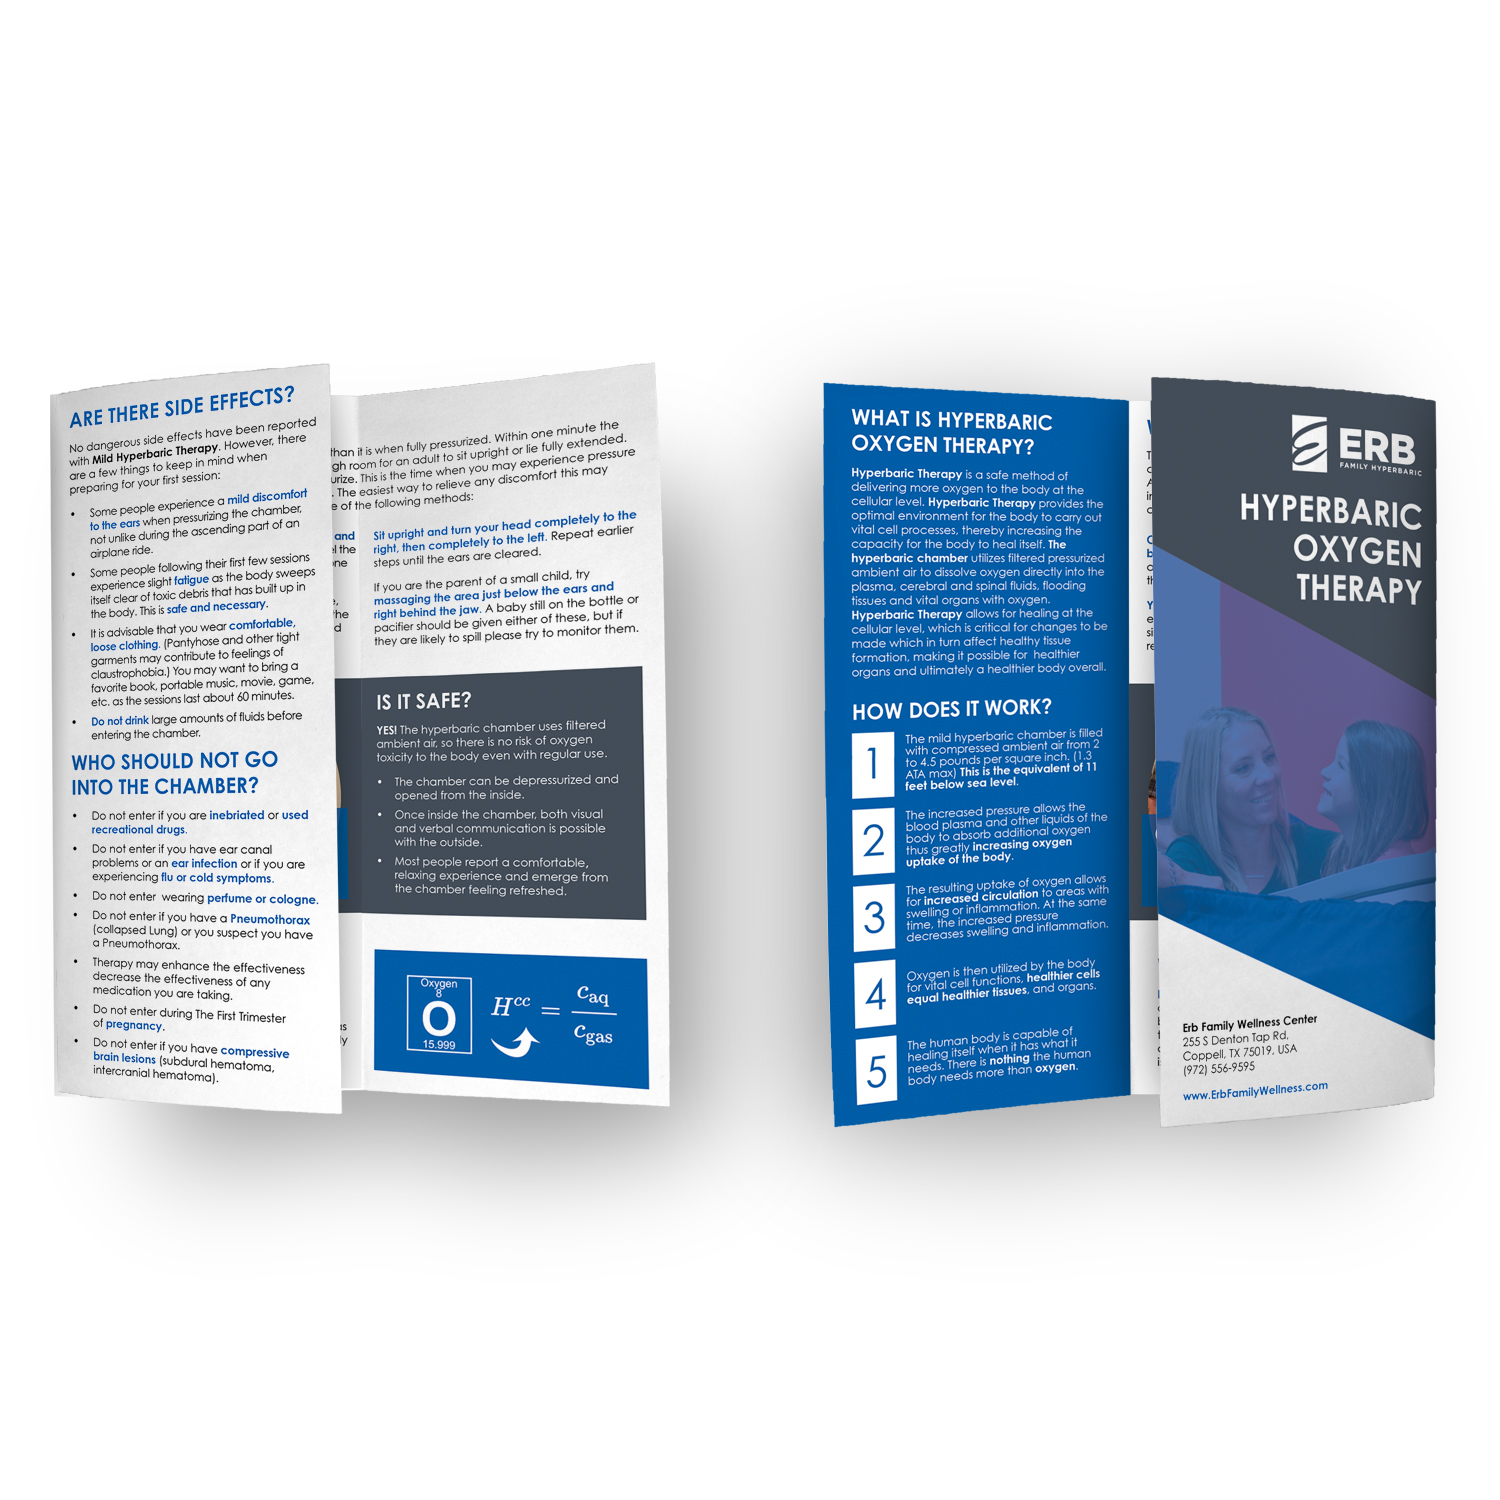 ARE THERE SIDE EFFECTS?
No dangerous side effects have been reported
with Mild Hyperbaric Therapy. However, there
are a few things to keep in mind when
preparing for your first session:
• Some people experience a mild discomfort
to the ears when pressurizing the chamber,
not unlike during the ascending part of an
airplane ride.
• Some people following their first few sessions
experience slight fatigue as the body sweeps
itself clear of toxic debris that has built up in
the body. This is safe and necessary.
• It is advisable that you wear comfortable,
loose clothing. (Pantyhose and other tight
garments may contribute to feelings of
claustrophobia.) You may want to bring a
favorite book, portable music, movie, game,
etc. as the sessions last about 60 minutes.
• Do not drink large amounts of fluids before
entering the chamber.
WHO SHOULD NOT GO
INTO THE CHAMBER?
• Do not enter if you are inebriated or used
recreational drugs.
• Do not enter if you have ear canal
problems or an ear infection or if you are
experiencing flu or cold symptoms.
• Do not enter wearing perfume or cologne.
• Do not enter if you have a Pneumothorax
(collapsed Lung) or you suspect you have
a Pneumothorax.
• Therapy may enhance the effectiveness
decrease the effectiveness of any
medication you are taking.
• Do not enter during The First Trimester
of pregnancy.
• Do not enter if you have compressive
brain lesions (subdural hematoma,
intercranial hematoma).
than it is when fully pressurized. Within one minute the
room for an adult to sit upright or lie fully extended.
This is the time when you may experience pressure
. The easiest way to relieve any discomfort this may
of the following methods:
and
the
the
Sit upright and turn your head completely to the
right, then completely to the left. Repeat earlier
steps until the ears are cleared.
If you are the parent of a small child, try
massaging the area just below the ears and
right behind the jaw. A baby still on the bottle or
pacifier should be given either of these, but if
they are likely to spill please try to monitor them.
IS IT SAFE?
YES! The hyperbaric chamber uses filtered
ambient air, so there is no risk of oxygen
toxicity to the body even with regular use.
• The chamber can be depressurized and
opened from the inside.
• Once inside the chamber, both visual
and verbal communication is possible
with the outside.
• Most people report a comfortable,
relaxing experience and emerge from
the chamber feeling refreshed.
Oxygen
8
O
15.999
H^cc = c_aq / c_gas
WHAT IS HYPERBARIC
OXYGEN THERAPY?
Hyperbaric Therapy is a safe method of
delivering more oxygen to the body at the
cellular level. Hyperbaric Therapy provides the
optimal environment for the body to carry out
vital cell processes, thereby increasing the
capacity for the body to heal itself. The
hyperbaric chamber utilizes filtered pressurized
ambient air to dissolve oxygen directly into the
plasma, cerebral and spinal fluids, flooding
tissues and vital organs with oxygen.
Hyperbaric Therapy allows for healing at the
cellular level, which is critical for changes to be
made which in turn affect healthy tissue
formation, making it possible for healthier
organs and ultimately a healthier body overall.
HOW DOES IT WORK?
1
The mild hyperbaric chamber is filled
with compressed ambient air from 2
to 4.5 pounds per square inch. (1.3
ATA max) This is the equivalent of 11
feet below sea level.
2
The increased pressure allows the
blood plasma and other liquids of the
body to absorb additional oxygen
thus greatly increasing oxygen
uptake of the body.
3
The resulting uptake of oxygen allows
for increased circulation to areas with
swelling or inflammation. At the same
time, the increased pressure
decreases swelling and inflammation.
4
Oxygen is then utilized by the body
for vital cell functions, healthier cells
equal healthier tissues, and organs.
5
The human body is capable of
healing itself when it has what it
needs. There is nothing the human
body needs more than oxygen.
ERB
FAMILY HYPERBARIC
HYPERBARIC
OXYGEN
THERAPY
Erb Family Wellness Center
255 S Denton Tap Rd,
Coppell, TX 75019. USA
(972) 556-9595
www.ErbFamilyWellness.com